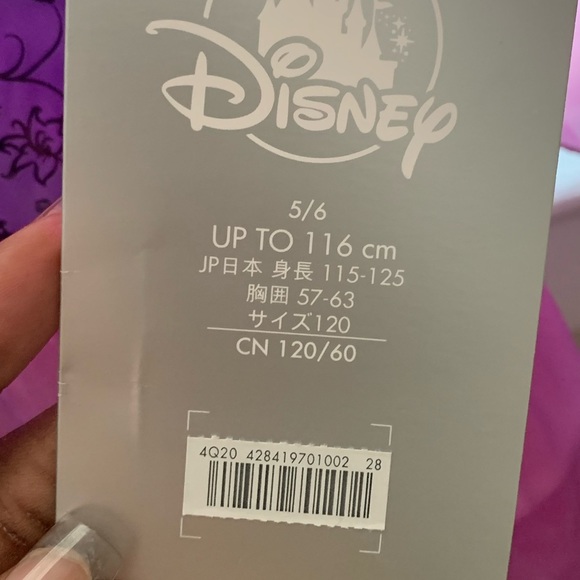 Disney
5/6
UP TO 116 cm
JP日本 身長 115-125
胸囲 57-63
サイズ120
CN 120/60
4Q20 428419701002 28